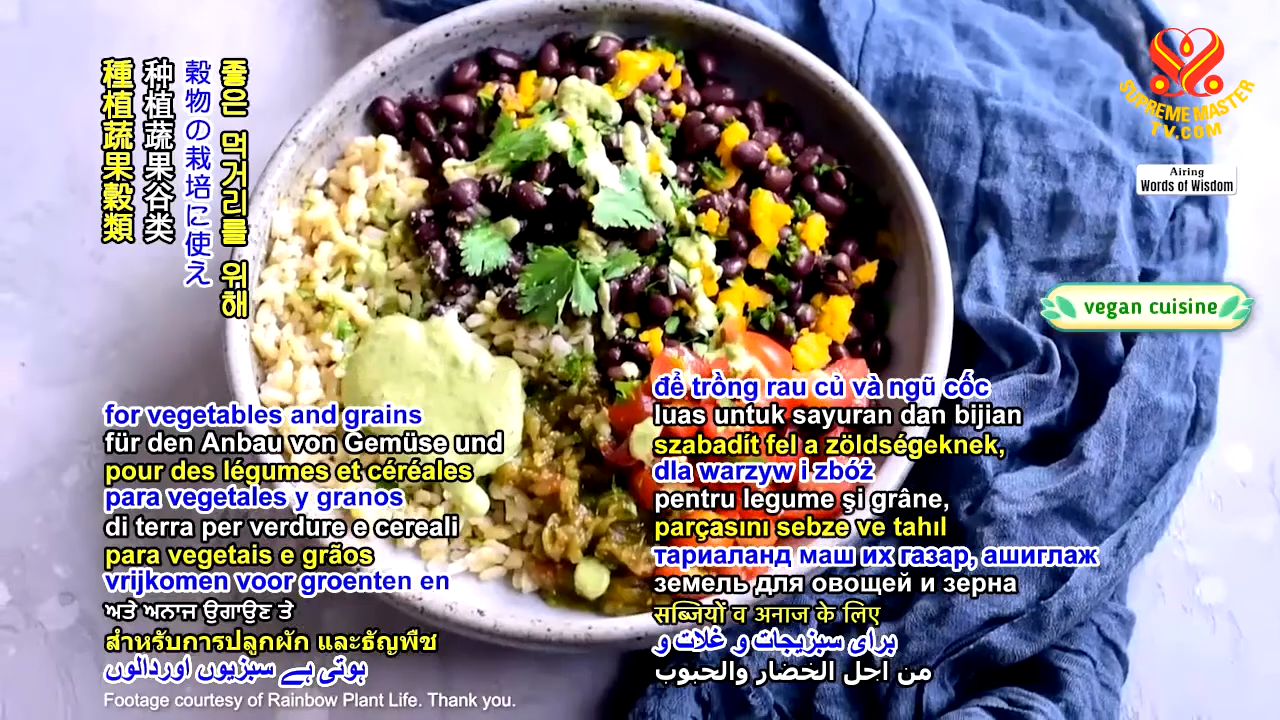 種植蔬果穀類
种植蔬果谷类
穀物の栽培に使え
좋은 먹거리를 위해
SUPREME MASTER
TV.COM
Airing
Words of Wisdom
vegan cuisine
for vegetables and grains
für den Anbau von Gemüse und
pour des légumes et céréales
para vegetales y granos
di terra per verdure e cereali
para vegetais e grãos
vrijkomen voor groenten en
ਅਤੇ ਅਨਾਜ ਉਗਾਉਣ ਤੇ
สำหรับการปลูกผัก และธัญพืช
ہوتی ہے سبزیوں اوردالوں
để trồng rau củ và ngũ cốc
luas untuk sayuran dan bijian
szabadít fel a zöldségeknek,
dla warzyw i zbóż
pentru legume şi grâne,
parçasını sebze ve tahıl
тариаланд маш их газар, ашиглаж
земель для овощей и зерна
सब्जियों व अनाज के लिए
برای سبزیجات و غلات و
من اجل الخضار والحبوب
Footage courtesy of Rainbow Plant Life. Thank you.